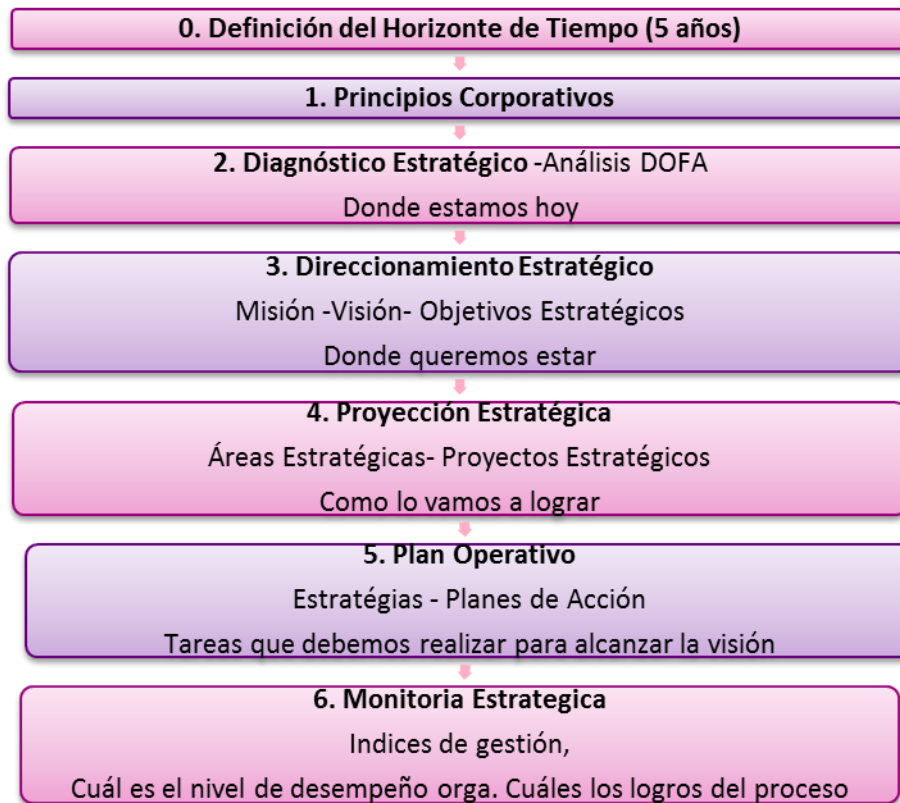 0. Definición del Horizonte de Tiempo (5 años)
1. Principios Corporativos
2. Diagnóstico Estratégico -Análisis DOFA
Donde estamos hoy
3. Direccionamiento Estratégico
Misión -Visión- Objetivos Estratégicos
Donde queremos estar
4. Proyección Estratégica
Áreas Estratégicas- Proyectos Estratégicos
Como lo vamos a lograr
5. Plan Operativo
Estratégias - Planes de Acción
Tareas que debemos realizar para alcanzar la visión
6. Monitoria Estrategica
Indices de gestión,
Cuál es el nivel de desempeño orga. Cuáles los logros del proceso